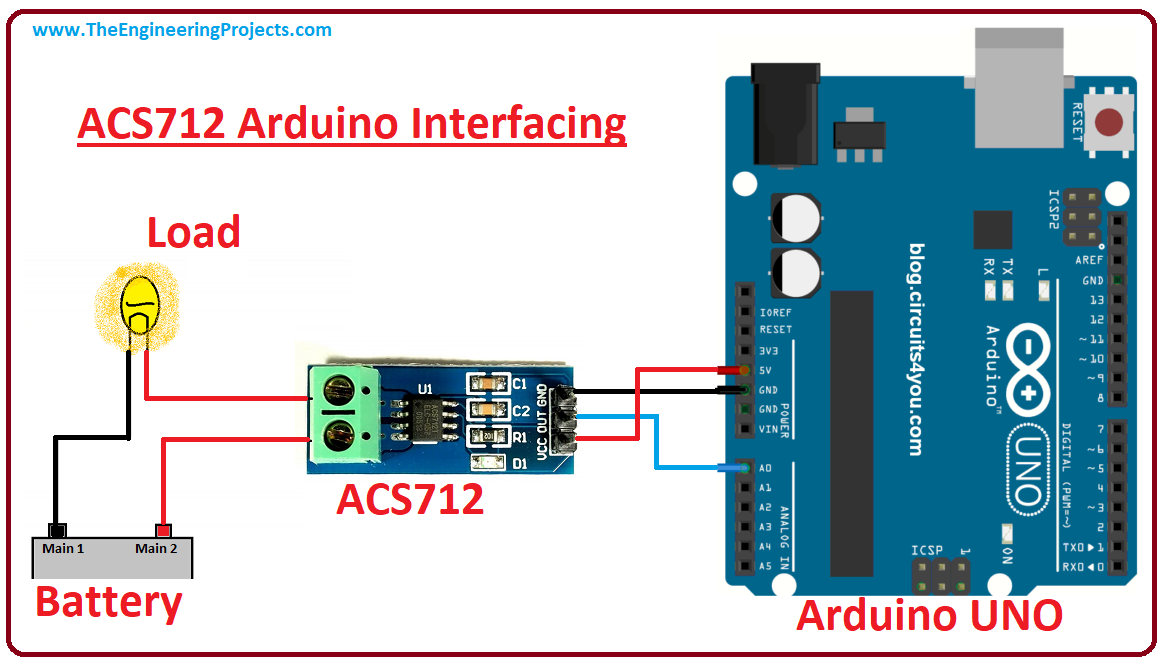 www.TheEngineeringProjects.com
ACS712 Arduino Interfacing
Load
Main 1
Main 2
Battery
U1
C1
C2
R1
D1
GND
OUT
VCC
ACS712
RESET
ICSP2
AREF
GND
13
12
~11
~10
~9
8
7
~6
~5
4
~3
2
TX0▶1
RX0◀0
RX
TX
L
IOREF
RESET
3V3
5V
GND
GND
VIN
POWER
A0
A1
A2
A3
A4
A5
ANALOG IN
blog.circuits4you.com
Arduino™
UNO
DIGITAL (PWM=~)
ON
ICSP
1
Arduino UNO